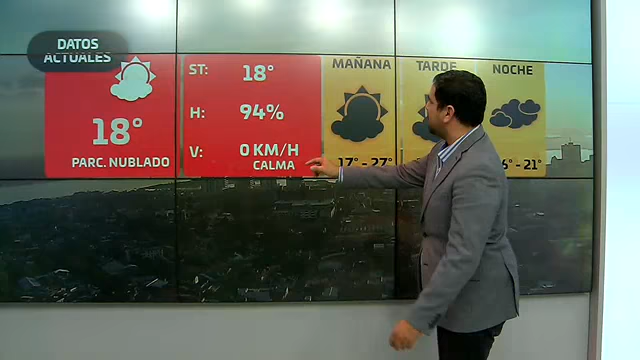 DATOS
ACTUALES
18°
PARC. NUBLADO
ST: 18°
H: 94%
V: 0 KM/H
CALMA
MAÑANA
17° - 27°
TARDE
NOCHE
21°